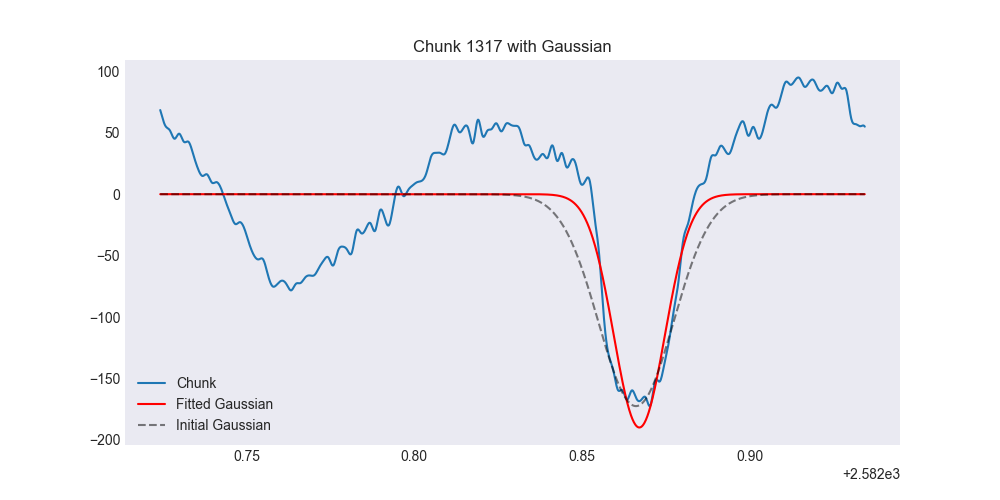 Chunk 1317 with Gaussian
100
50
0
−50
−100
−150
−200
Chunk
Fitted Gaussian
Initial Gaussian
0.75 0.80 0.85 0.90
+2.582e3